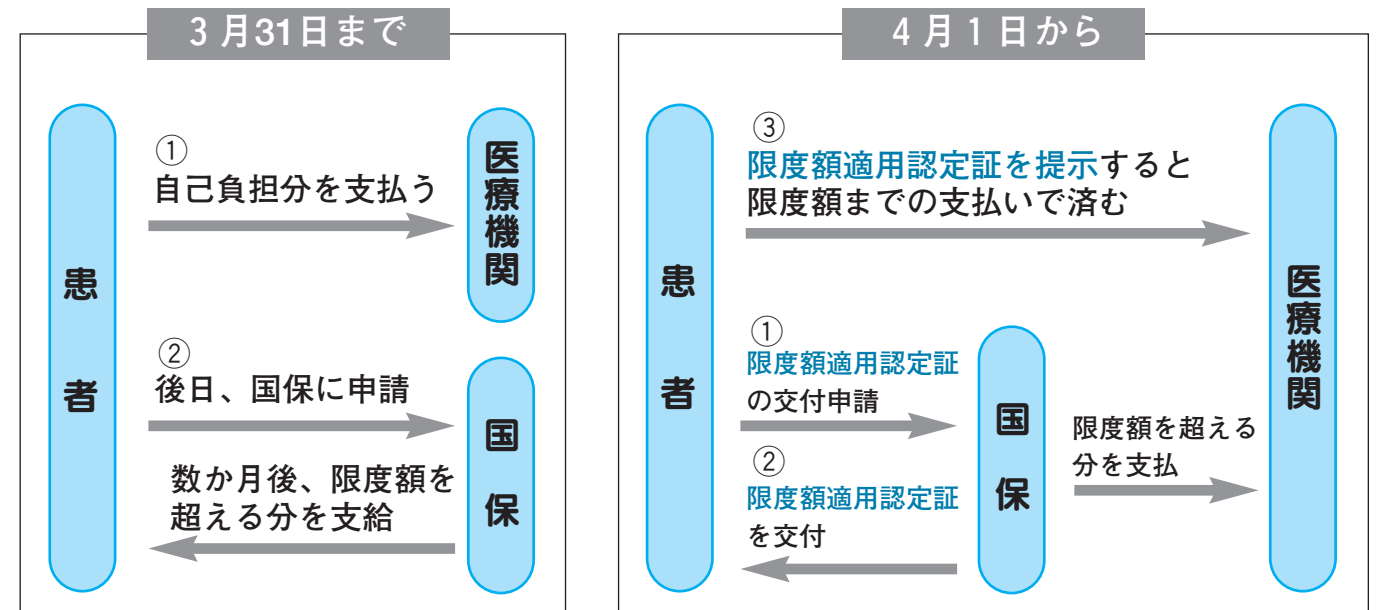 3月31日まで
患者
①
自己負担分を支払う
医療機関
②
後日、国保に申請
数か月後、限度額を
超える分を支給
国保
4月1日から
患者
③
限度額適用認定証を提示すると
限度額までの支払いで済む
①
限度額適用認定証
の交付申請
②
限度額適用認定証
を交付
国保
限度額を超える
分を支払
医療機関